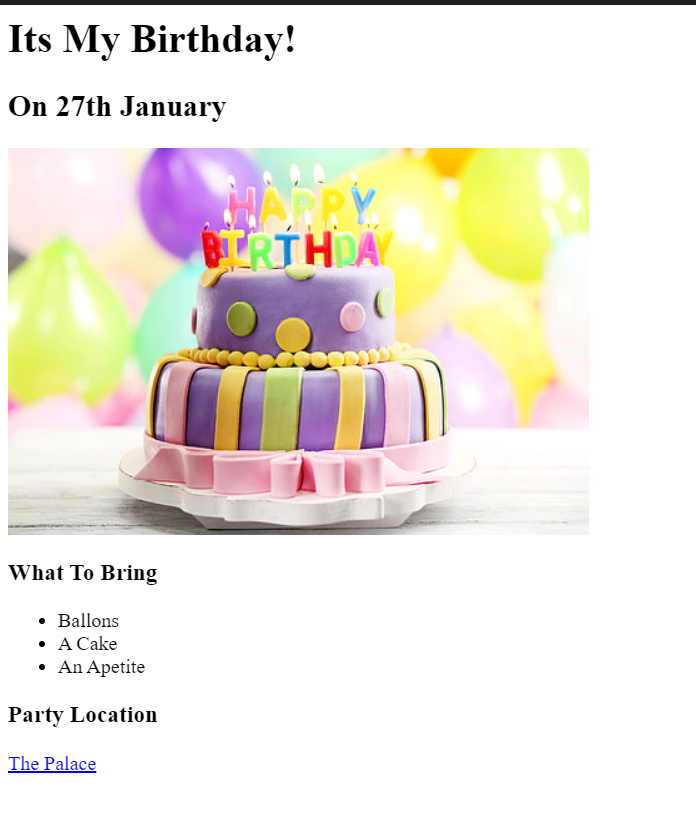 Its My Birthday!
On 27th January
HAPPY
BIRTHDAY
What To Bring
Ballons
A Cake
An Apetite
Party Location
The Palace